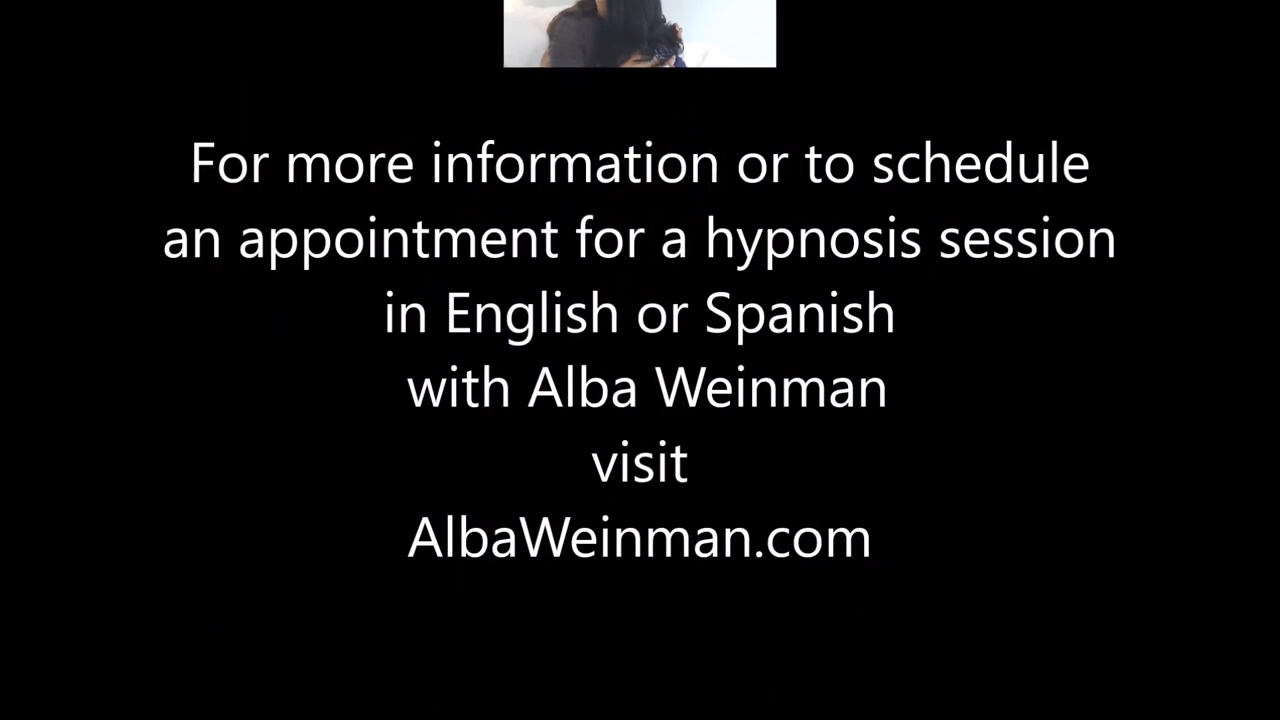 For more information or to schedule
an appointment for a hypnosis session
in English or Spanish
with Alba Weinman
visit
AlbaWeinman.com